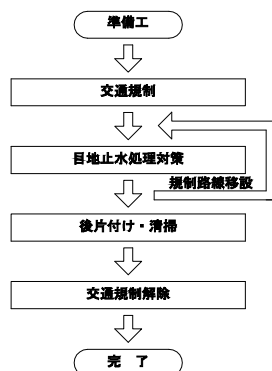 準備工
交通規制
目地止水処理対策
規制路線移設
後片付け・清掃
交通規制解除
完 了